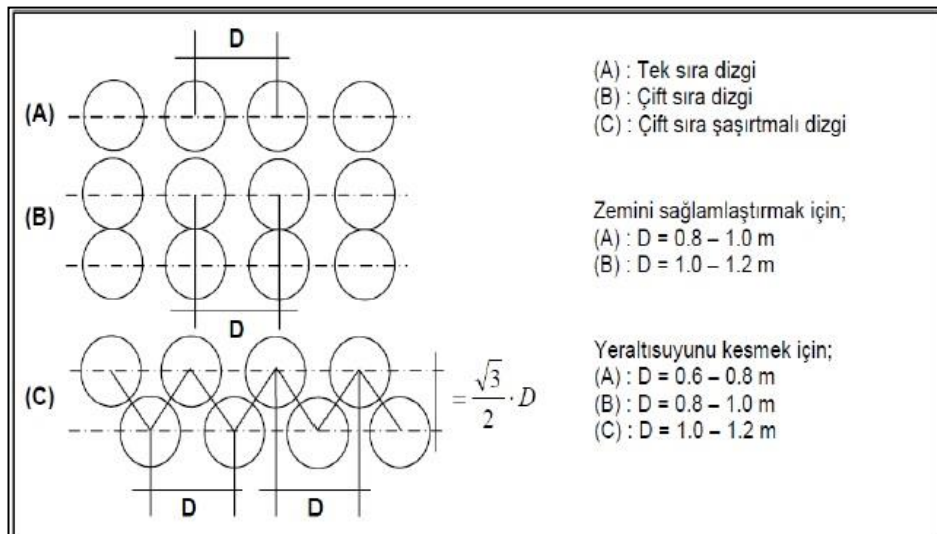 D
(A)
(B)
D
(C)
= √3/2 · D
D
D
(A) : Tek sıra dizgi
(B) : Çift sıra dizgi
(C) : Çift sıra şaşırtmalı dizgi
Zemini sağlamlaştırmak için;
(A) : D = 0.8 – 1.0 m
(B) : D = 1.0 – 1.2 m
Yeraltısuyunu kesmek için;
(A) : D = 0.6 – 0.8 m
(B) : D = 0.8 – 1.0 m
(C) : D = 1.0 – 1.2 m